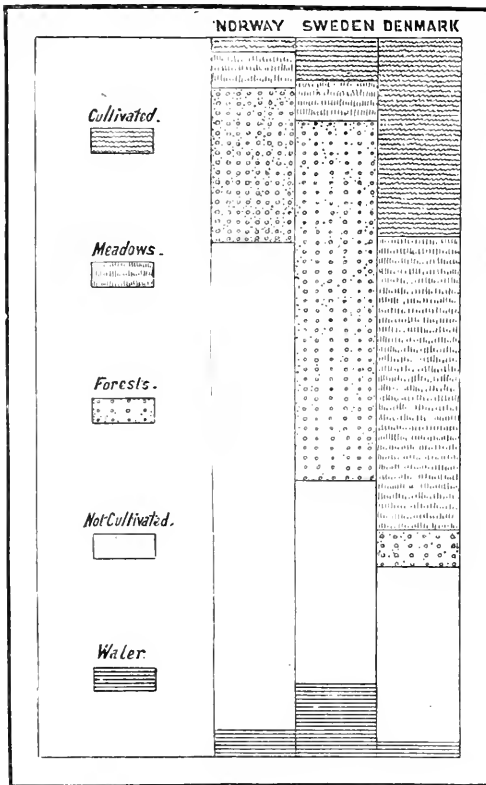 NORWAY SWEDEN DENMARK
Cultivated.
Meadows.
Forests.
Not Cultivated.
Water.